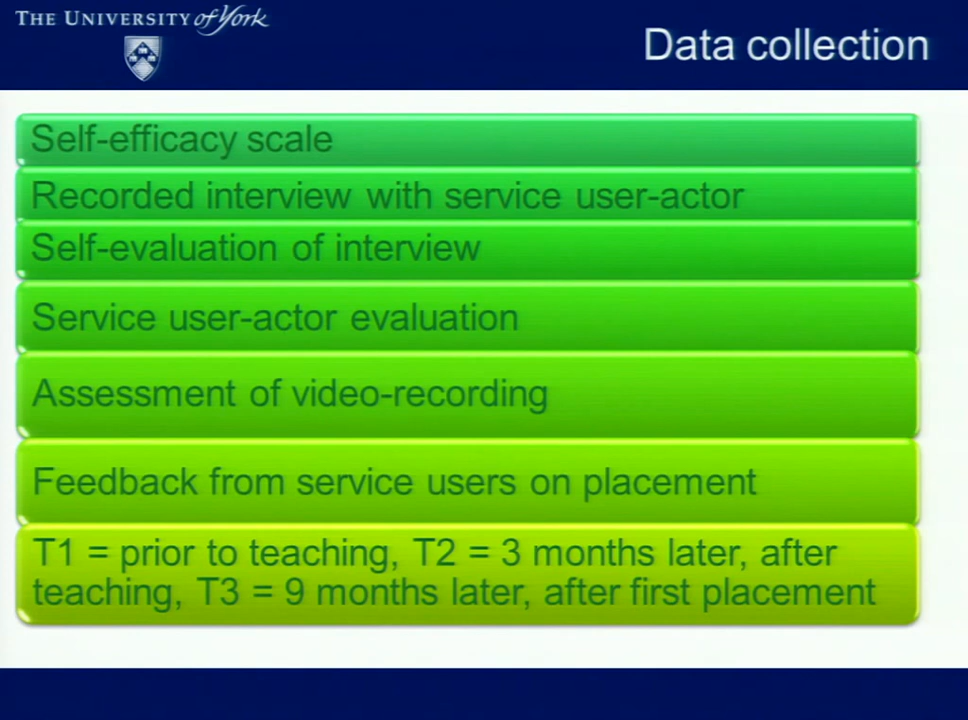 THE UNIVERSITY of York
Data collection
Self-efficacy scale
Recorded interview with service user-actor
Self-evaluation of interview
Service user-actor evaluation
Assessment of video-recording
Feedback from service users on placement
T1 = prior to teaching, T2 = 3 months later, after
teaching, T3 = 9 months later, after first placement